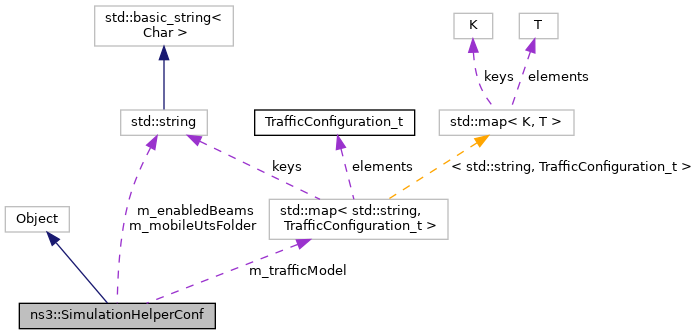 std::basic_string<
Char >
K
T
keys
elements
std::string
TrafficConfiguration_t
std::map< K, T >
keys
elements
< std::string, TrafficConfiguration_t >
Object
m_enabledBeams
m_mobileUtsFolder
std::map< std::string,
TrafficConfiguration_t >
m_trafficModel
ns3::SimulationHelperConf